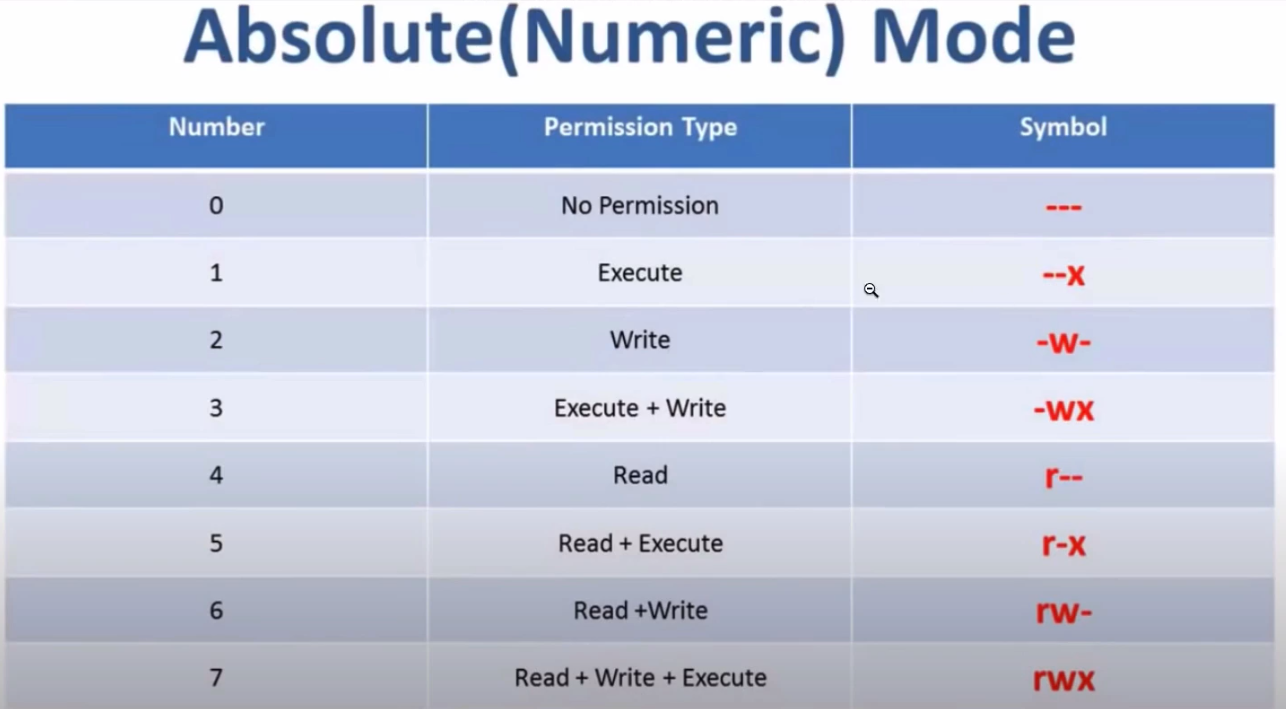 Absolute(Numeric) Mode
Number Permission Type Symbol
0 No Permission ---
1 Execute --x
2 Write -w-
3 Execute + Write -wx
4 Read r--
5 Read + Execute r-x
6 Read +Write rw-
7 Read + Write + Execute rwx